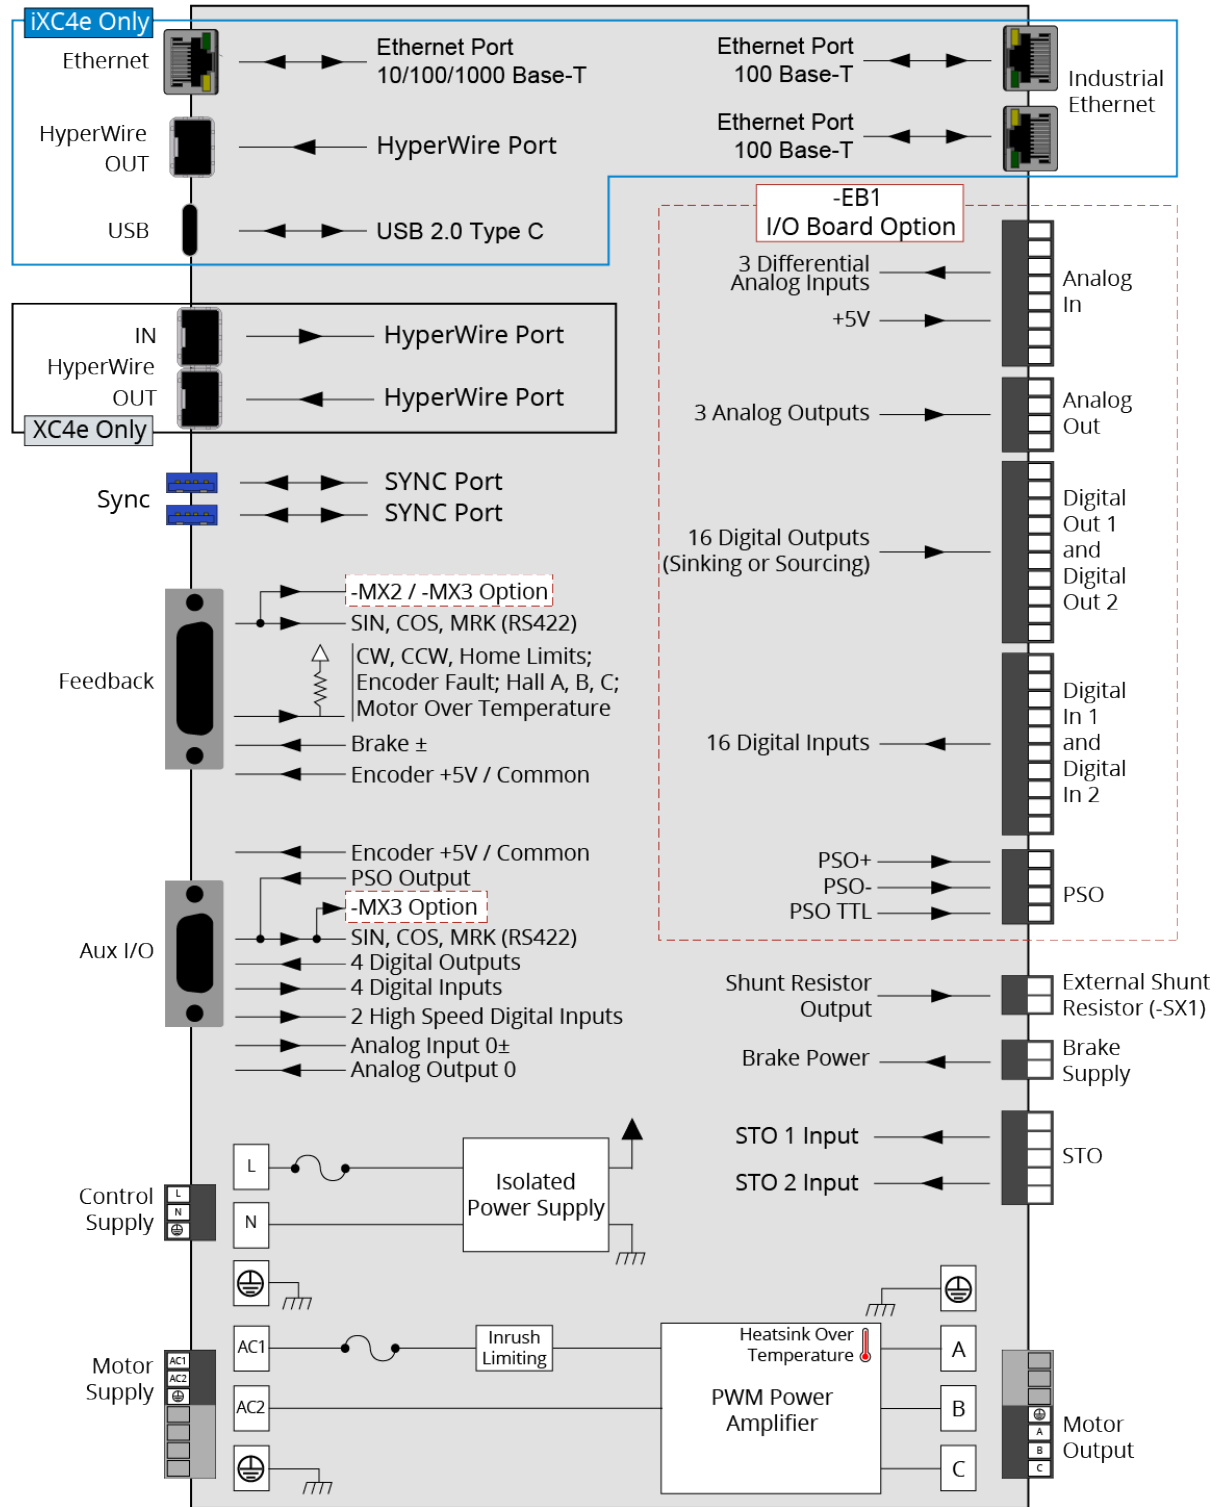 iXC4e Only
Ethernet
Ethernet Port
10/100/1000 Base-T
HyperWire
OUT
HyperWire Port
USB
USB 2.0 Type C
Ethernet Port
100 Base-T
Ethernet Port
100 Base-T
Industrial
Ethernet
IN
HyperWire
OUT
HyperWire Port
HyperWire Port
XC4e Only
Sync
SYNC Port
SYNC Port
Feedback
-MX2 / -MX3 Option
SIN, COS, MRK (RS422)
CW, CCW, Home Limits;
Encoder Fault; Hall A, B, C;
Motor Over Temperature
Brake ±
Encoder +5V / Common
Aux I/O
Encoder +5V / Common
PSO Output
-MX3 Option
SIN, COS, MRK (RS422)
4 Digital Outputs
4 Digital Inputs
2 High Speed Digital Inputs
Analog Input 0±
Analog Output 0
-EB1
I/O Board Option
3 Differential
Analog Inputs
+5V
Analog
In
3 Analog Outputs
Analog
Out
16 Digital Outputs
(Sinking or Sourcing)
Digital
Out 1
and
Digital
Out 2
16 Digital Inputs
Digital
In 1
and
Digital
In 2
PSO+
PSO-
PSO TTL
PSO
Shunt Resistor
Output
External Shunt
Resistor (-SX1)
Brake Power
Brake
Supply
STO 1 Input
STO 2 Input
STO
Control
Supply
L
N
L
N
Isolated
Power Supply
Motor
Supply
AC1
AC2
AC1
AC2
Inrush
Limiting
Heatsink Over
Temperature
PWM Power
Amplifier
A
B
C
A
B
C
Motor
Output